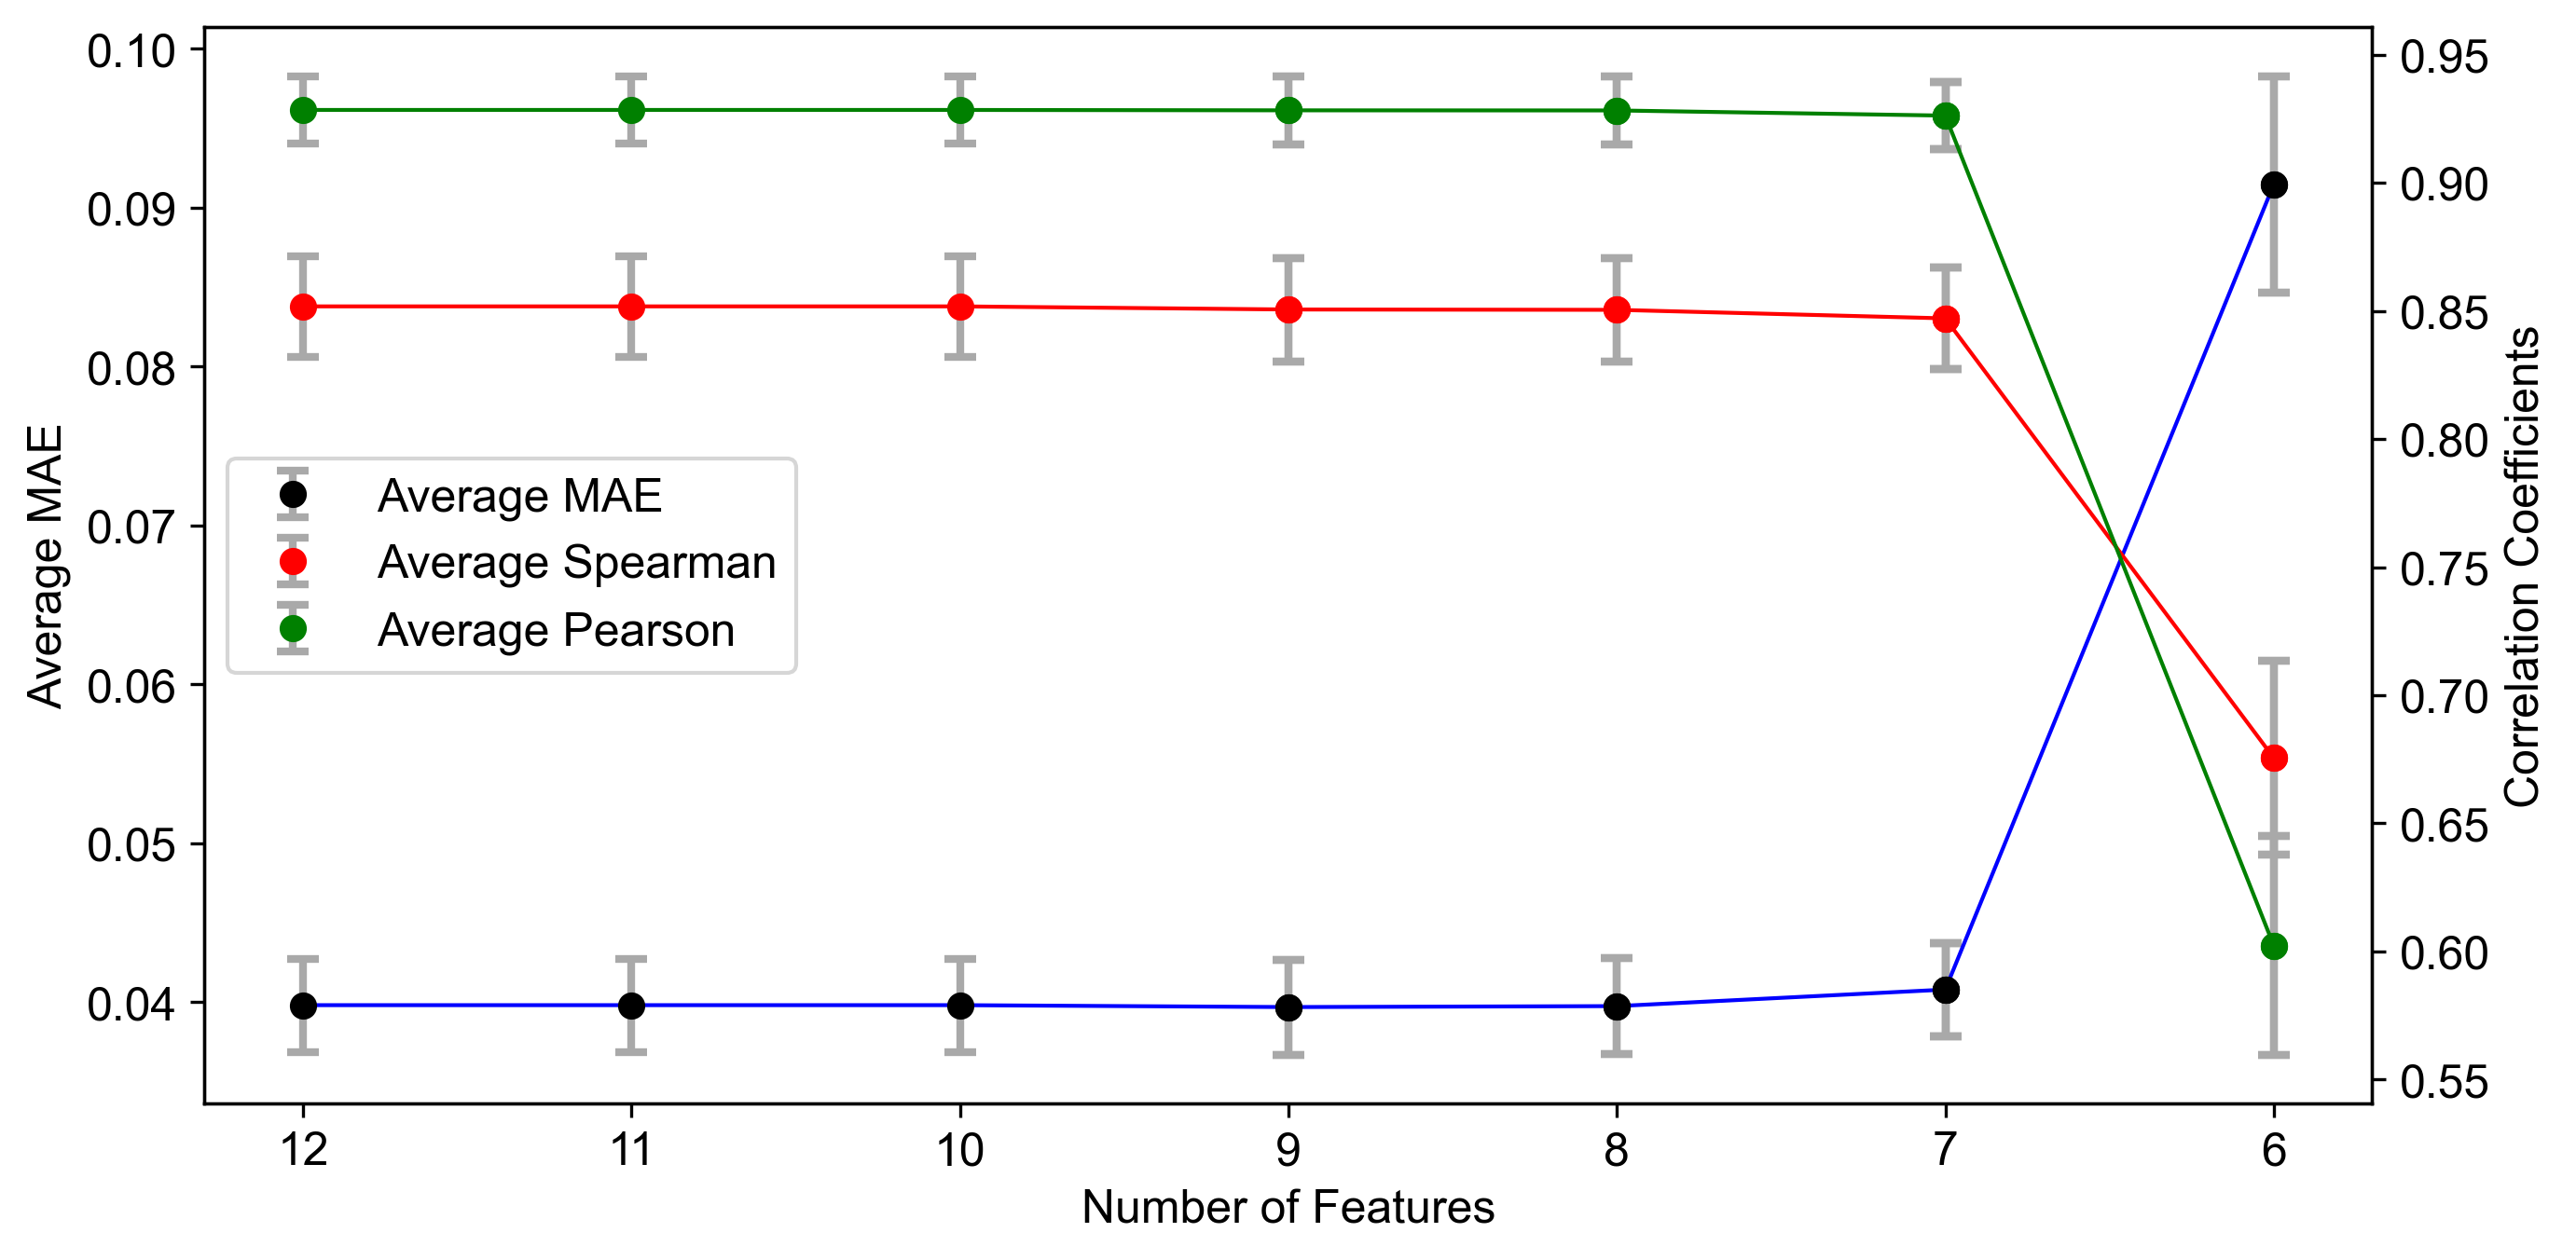 Average MAE
0.10
0.09
0.08
0.07
0.06
0.05
0.04
Average MAE
Average Spearman
Average Pearson
0.95
0.90
0.85
0.80
0.75
0.70
0.65
0.60
0.55
Correlation Coefficients
12 11 10 9 8 7 6
Number of Features